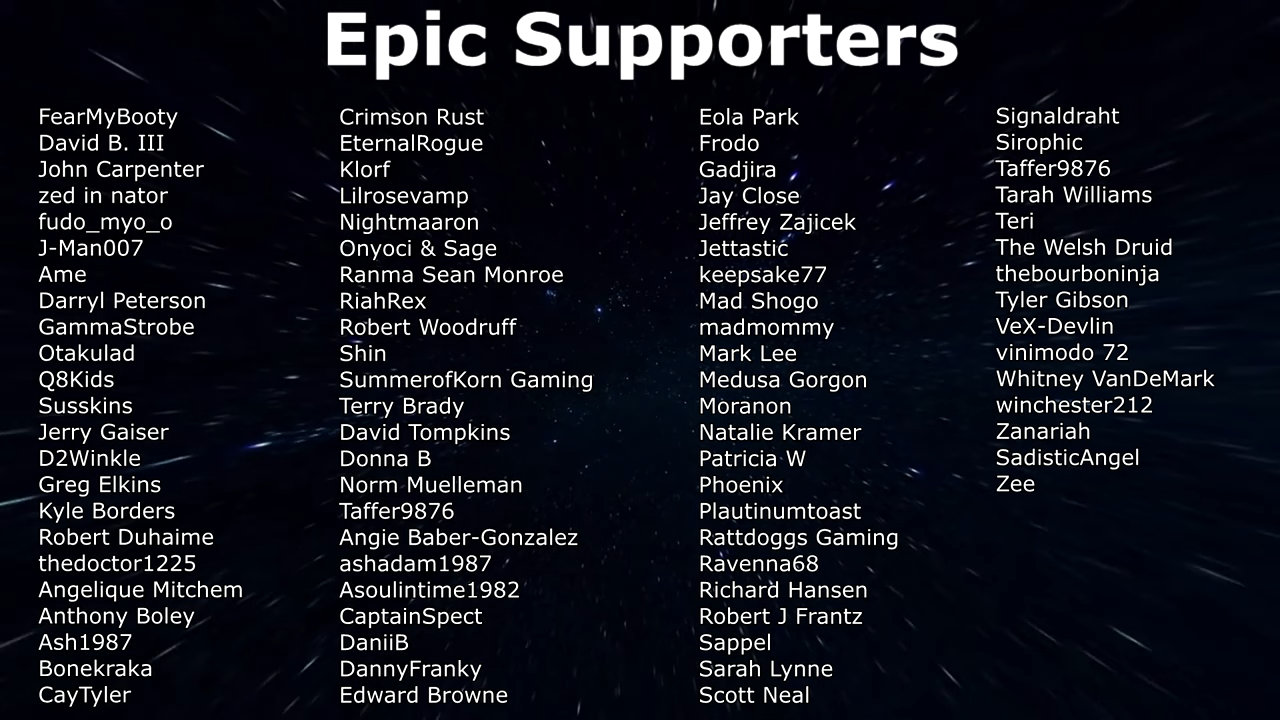 Epic Supporters
FearMyBooty
David B. III
John Carpenter
zed in nator
fudo_myo_o
J-Man007
Ame
Darryl Peterson
GammaStrobe
Otakulad
Q8Kids
Susskins
Jerry Gaiser
D2Winkle
Greg Elkins
Kyle Borders
Robert Duhaime
thedoctor1225
Angelique Mitchem
Anthony Boley
Ash1987
Bonekraka
CayTyler
Crimson Rust
EternalRogue
Klorf
Lilrosevamp
Nightmaaron
Onyoci & Sage
Ranma Sean Monroe
RiahRex
Robert Woodruff
Shin
SummerofKorn Gaming
Terry Brady
David Tompkins
Donna B
Norm Muelleman
Taffer9876
Angie Baber-Gonzalez
ashadam1987
Asoulintime1982
CaptainSpect
DaniiB
DannyFranky
Edward Browne
Eola Park
Frodo
Gadjira
Jay Close
Jeffrey Zajicek
Jettastic
keepsake77
Mad Shogo
madmommy
Mark Lee
Medusa Gorgon
Moranon
Natalie Kramer
Patricia W
Phoenix
Plautinumtoast
Rattdoggs Gaming
Ravenna68
Richard Hansen
Robert J Frantz
Sappel
Sarah Lynne
Scott Neal
Signaldraht
Sirophic
Taffer9876
Tarah Williams
Teri
The Welsh Druid
thebourboninja
Tyler Gibson
VeX-Devlin
vinimodo 72
Whitney VanDeMark
winchester212
Zanariah
SadisticAngel
Zee